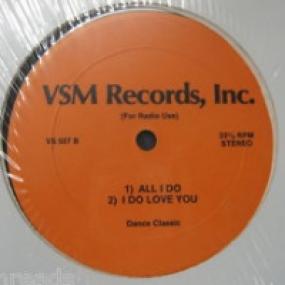 VSM Records, Inc.
(For Radio Use)
VS 587 B
33⅓ RPM
STEREO
1) ALL I DO
2) I DO LOVE YOU
Dance Classic